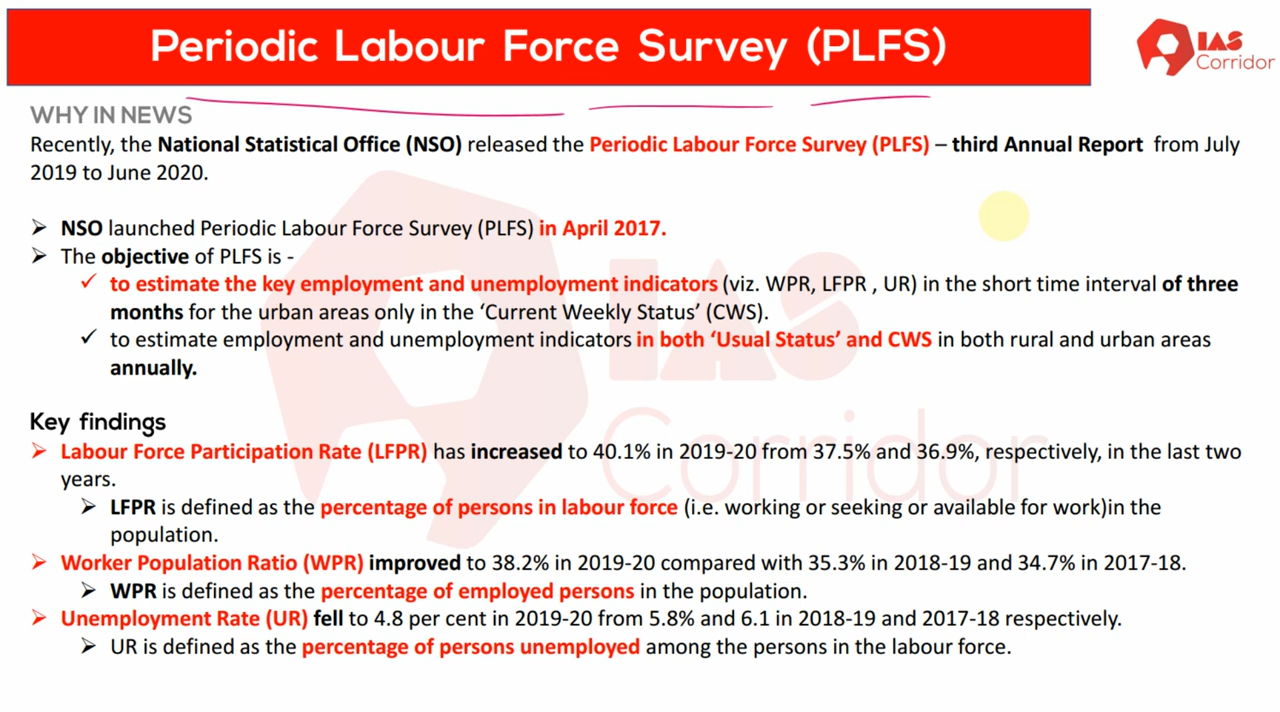 Periodic Labour Force Survey (PLFS)
IAS
Corridor
WHY IN NEWS
Recently, the National Statistical Office (NSO) released the Periodic Labour Force Survey (PLFS) – third Annual Report from July
2019 to June 2020.
➢ NSO launched Periodic Labour Force Survey (PLFS) in April 2017.
➢ The objective of PLFS is -
✓ to estimate the key employment and unemployment indicators (viz. WPR, LFPR , UR) in the short time interval of three
months for the urban areas only in the ‘Current Weekly Status’ (CWS).
✓ to estimate employment and unemployment indicators in both ‘Usual Status’ and CWS in both rural and urban areas
annually.
Key findings
➢ Labour Force Participation Rate (LFPR) has increased to 40.1% in 2019-20 from 37.5% and 36.9%, respectively, in the last two
years.
➢ LFPR is defined as the percentage of persons in labour force (i.e. working or seeking or available for work)in the
population.
➢ Worker Population Ratio (WPR) improved to 38.2% in 2019-20 compared with 35.3% in 2018-19 and 34.7% in 2017-18.
➢ WPR is defined as the percentage of employed persons in the population.
➢ Unemployment Rate (UR) fell to 4.8 per cent in 2019-20 from 5.8% and 6.1 in 2018-19 and 2017-18 respectively.
➢ UR is defined as the percentage of persons unemployed among the persons in the labour force.
IAS
Corridor